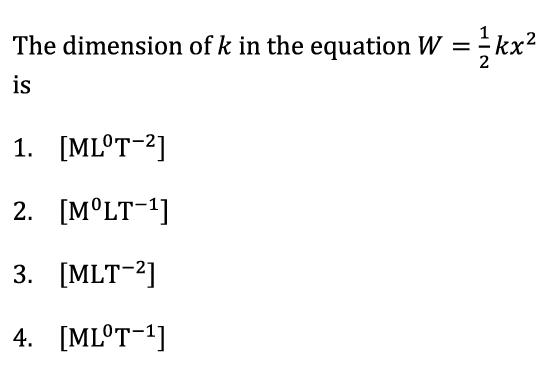 The dimension of k in the equation W = \frac{1}{2}kx²
is
1. [ML⁰T⁻²]
2. [M⁰LT⁻¹]
3. [MLT⁻²]
4. [ML⁰T⁻¹]